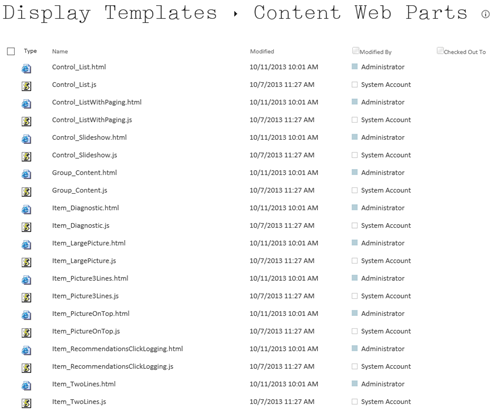 Display Templates ▸ Content Web Parts
Type Name Modified Modified By Checked Out To
Control_List.html 10/11/2013 10:01 AM Administrator
Control_List.js 10/7/2013 11:27 AM System Account
Control_ListWithPaging.html 10/11/2013 10:01 AM Administrator
Control_ListWithPaging.js 10/7/2013 11:27 AM System Account
Control_Slideshow.html 10/11/2013 10:01 AM Administrator
Control_Slideshow.js 10/7/2013 11:27 AM System Account
Group_Content.html 10/11/2013 10:01 AM Administrator
Group_Content.js 10/7/2013 11:27 AM System Account
Item_Diagnostic.html 10/11/2013 10:01 AM Administrator
Item_Diagnostic.js 10/7/2013 11:27 AM System Account
Item_LargePicture.html 10/11/2013 10:01 AM Administrator
Item_LargePicture.js 10/7/2013 11:27 AM System Account
Item_Picture3Lines.html 10/11/2013 10:01 AM Administrator
Item_Picture3Lines.js 10/7/2013 11:27 AM System Account
Item_PictureOnTop.html 10/11/2013 10:01 AM Administrator
Item_PictureOnTop.js 10/7/2013 11:27 AM System Account
Item_RecommendationsClickLogging.html 10/11/2013 10:01 AM Administrator
Item_RecommendationsClickLogging.js 10/7/2013 11:27 AM System Account
Item_TwoLines.html 10/11/2013 10:01 AM Administrator
Item_TwoLines.js 10/7/2013 11:27 AM System Account